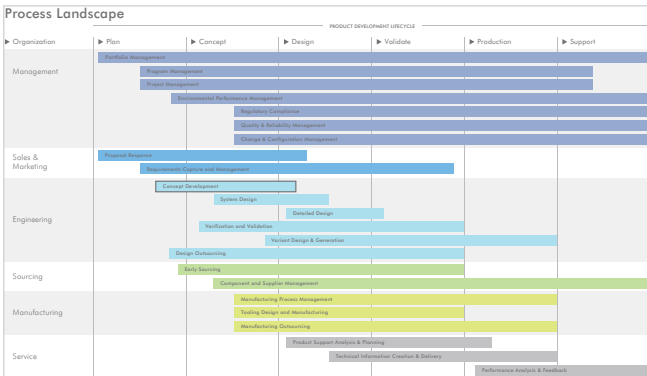 Process Landscape
PRODUCT DEVELOPMENT LIFECYCLE
Organization
Plan
Concept
Design
Validate
Production
Support
Management
Portfolio Management
Program Management
Project Management
Environmental Performance Management
Regulatory Compliance
Quality & Reliability Management
Change & Configuration Management
Sales &
Marketing
Proposal Response
Requirements Capture and Management
Engineering
Concept Development
System Design
Detailed Design
Verification and Validation
Variant Design & Generation
Design Outsourcing
Sourcing
Early Sourcing
Component and Supplier Management
Manufacturing
Manufacturing Process Management
Tooling Design and Manufacturing
Manufacturing Outsourcing
Service
Product Support Analysis & Planning
Technical Information Creation & Delivery
Performance Analysis & Feedback